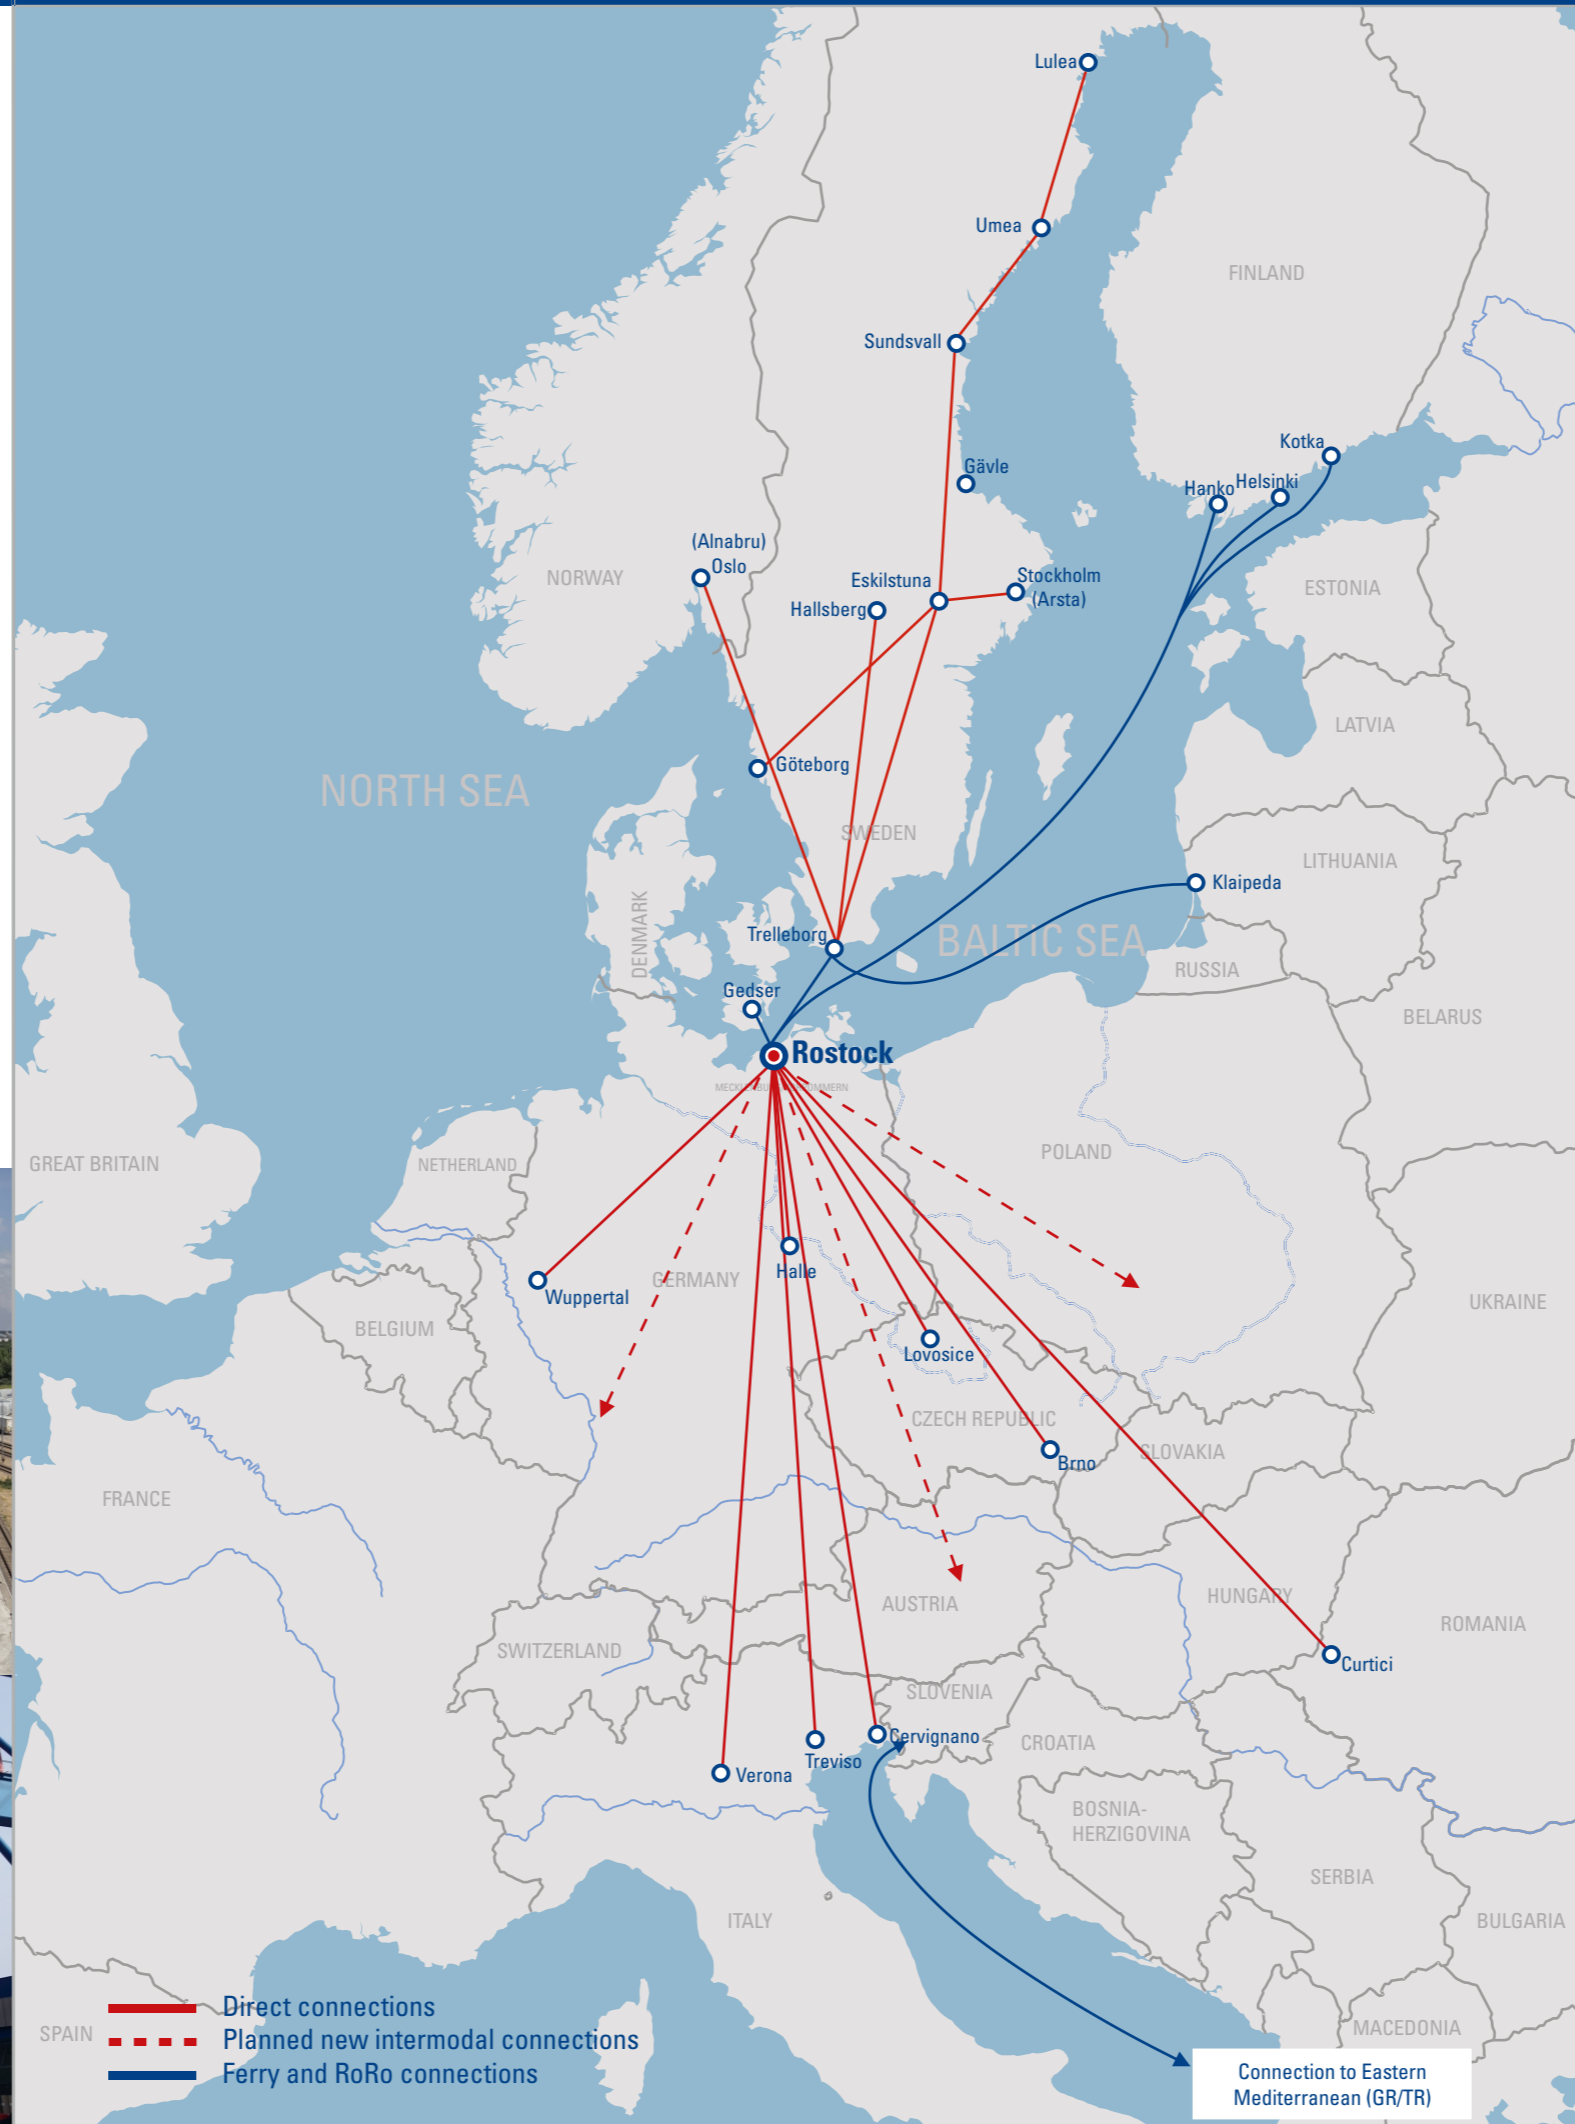 Lulea
Umea
FINLAND
Sundsvall
Kotka
Gävle
Hanko
Helsinki
(Alnabru)
Oslo
NORWAY
Eskilstuna
Stockholm
(Arsta)
Hallsberg
ESTONIA
LATVIA
Göteborg
NORTH SEA
SWEDEN
LITHUANIA
Klaipeda
DENMARK
Trelleborg
BALTIC SEA
RUSSIA
Gedser
BELARUS
Rostock
GREAT BRITAIN
NETHERLAND
POLAND
Halle
GERMANY
Wuppertal
UKRAINE
BELGIUM
Lovosice
CZECH REPUBLIC
Brno
SLOVAKIA
FRANCE
HUNGARY
AUSTRIA
ROMANIA
SWITZERLAND
Curtici
SLOVENIA
Cervignano
CROATIA
Treviso
Verona
BOSNIA-
HERZIGOVINA
SERBIA
ITALY
BULGARIA
Direct connections
SPAIN
Planned new intermodal connections
MACEDONIA
Ferry and RoRo connections
Connection to Eastern
Mediterranean (GR/TR)